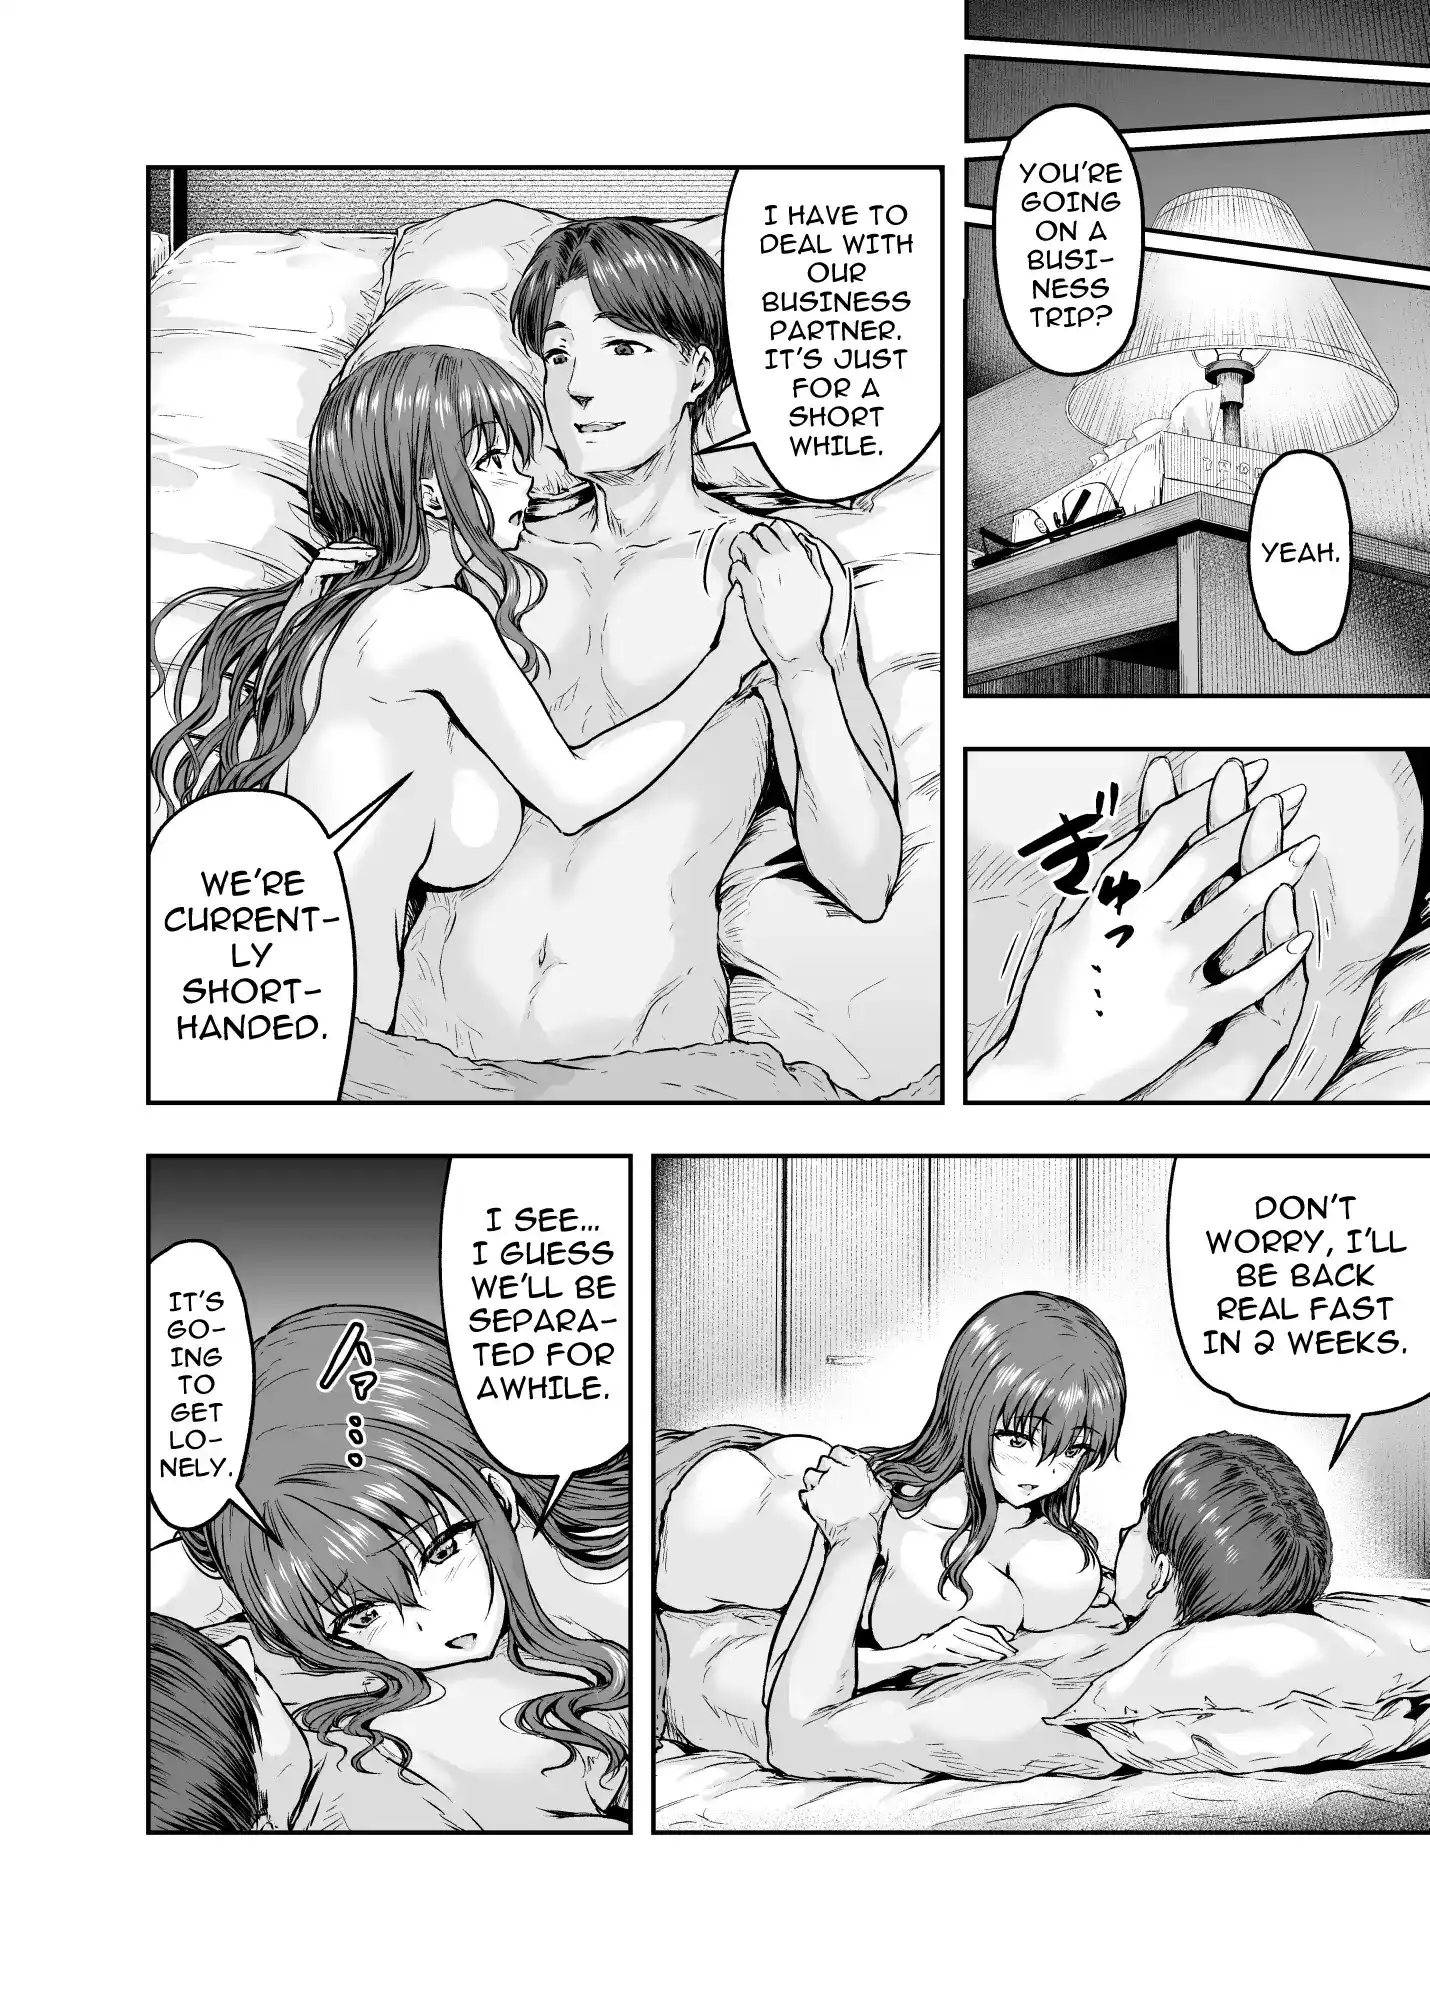 YOU'RE
GOING
ON A
BUSI-
NESS
TRIP?
YEAH.
I HAVE TO
DEAL WITH
OUR
BUSINESS
PARTNER.
IT'S JUST
FOR A
SHORT
WHILE.
WE'RE
CURRENT-
LY
SHORT-
HANDED.
ぎゅっ...
DON'T
WORRY, I'LL
BE BACK
REAL FAST
IN 2 WEEKS.
I SEE...
I GUESS
WE'LL BE
SEPARA-
TED FOR
AWHILE.
IT'S
GO-
ING
TO
GET
LO-
NELY.